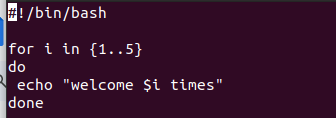 #!/bin/bash
for i in {1..5}
do
echo "welcome $i times"
done